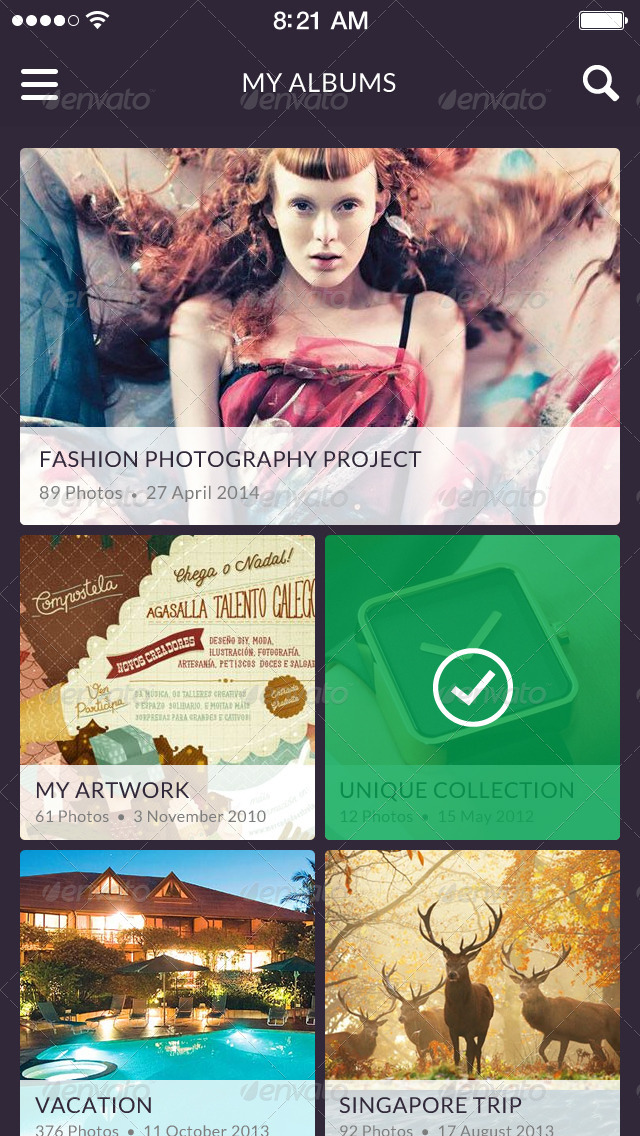 8:21 AM
MY ALBUMS
envato envato envato
FASHION PHOTOGRAPHY PROJECT
89 Photos • 27 April 2014
Compostela
Chega o Nadal!
AGASALLA TALENTO GALEGO
NOVOS CREADORES
DESEÑO DIY, MODA,
ILUSTRACIÓN, FOTOGRAFÍA,
ARTESANÍA, PETISCOS DOCES E SALGAD
Ven e Participa
DA MÚSICA, OS TALLERES CREATIVOS
O ESPAZO SOLIDARIO, E MOITAS MÁIS
SORPRESAS PARA GRANDES E CATIVOS!
Entrada Gratuíta
MY ARTWORK
61 Photos • 3 November 2010
UNIQUE COLLECTION
12 Photos • 15 May 2012
VACATION
376 Photos • 11 October 2013
SINGAPORE TRIP
92 Photos • 17 August 2013